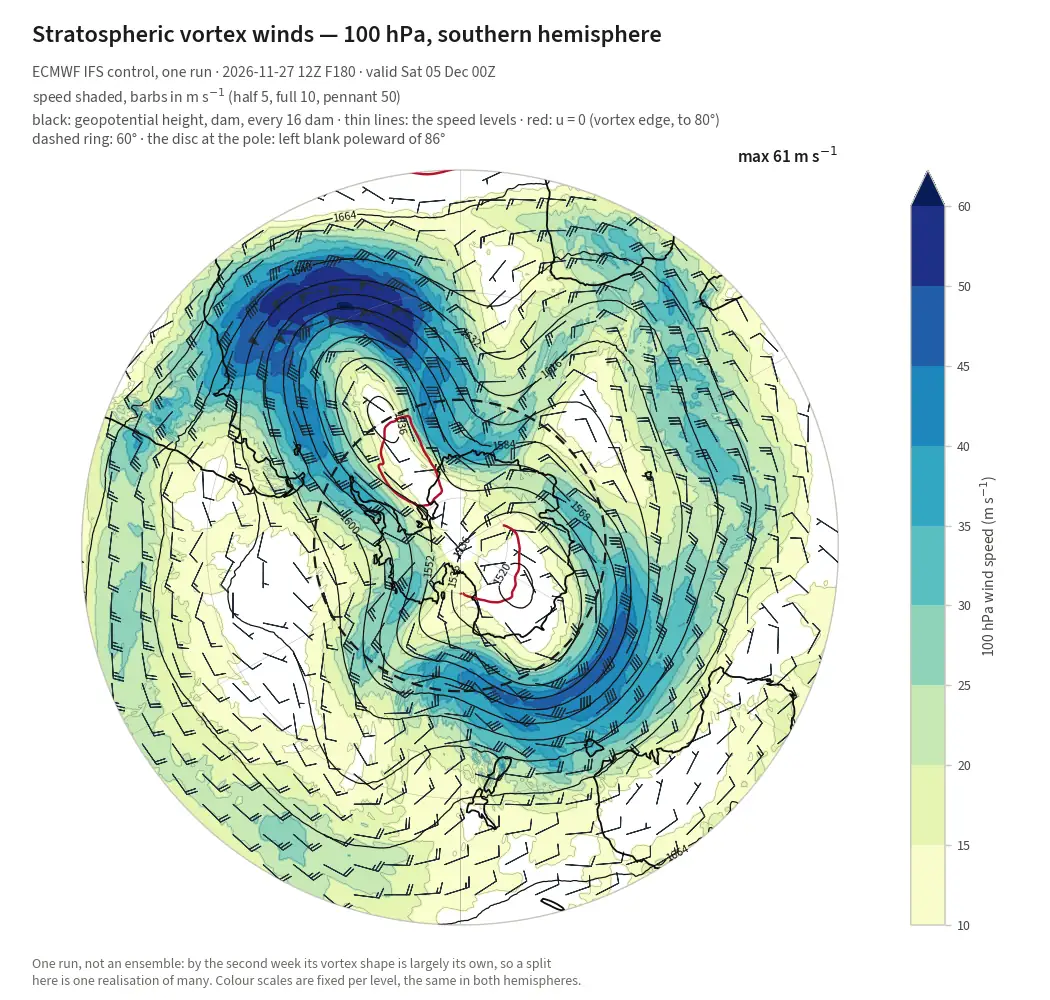 Stratospheric vortex winds — 100 hPa, southern hemisphere
ECMWF IFS control, one run · 2026-11-27 12Z F180 · valid Sat 05 Dec 00Z
speed shaded, barbs in m s⁻¹ (half 5, full 10, pennant 50)
black: geopotential height, dam, every 16 dam · thin lines: the speed levels · red: u = 0 (vortex edge, to 80°)
dashed ring: 60° · the disc at the pole: left blank poleward of 86°
max 61 m s⁻¹
1664
1648
1632
1616
1536
1584
1568
1600
1552
1536
1520
1664
60
50
45
40
35
30
25
20
15
10
100 hPa wind speed (m s⁻¹)
One run, not an ensemble: by the second week its vortex shape is largely its own, so a split
here is one realisation of many. Colour scales are fixed per level, the same in both hemispheres.